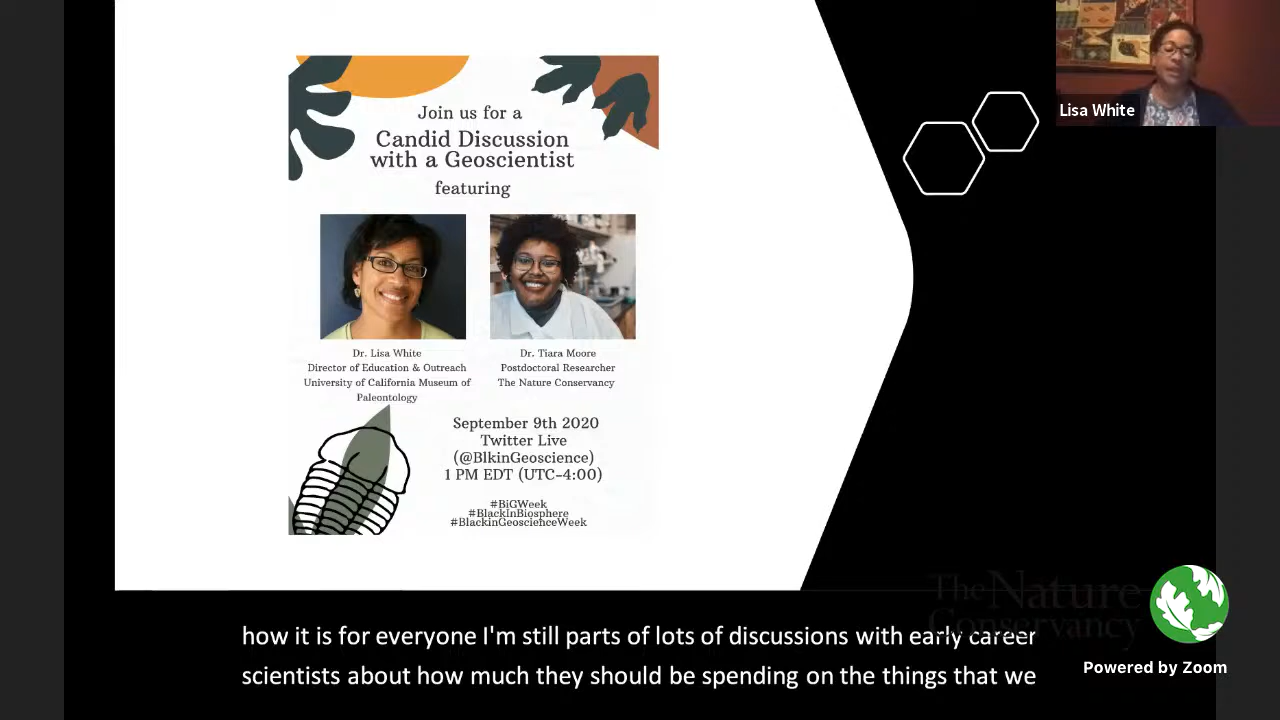 Join us for a
Candid Discussion
with a Geoscientist
featuring
Dr. Lisa White
Director of Education & Outreach
University of California Museum of
Paleontology
Dr. Tiara Moore
Postdoctoral Researcher
The Nature Conservancy
September 9th 2020
Twitter Live
(@BlkinGeoscience)
1 PM EDT (UTC-4:00)
#BiGWeek
#BlackInBiosphere
#BlackinGeoscienceWeek
Lisa White
The Nature
Conservancy
Powered by Zoom
how it is for everyone I'm still parts of lots of discussions with early career
scientists about how much they should be spending on the things that we